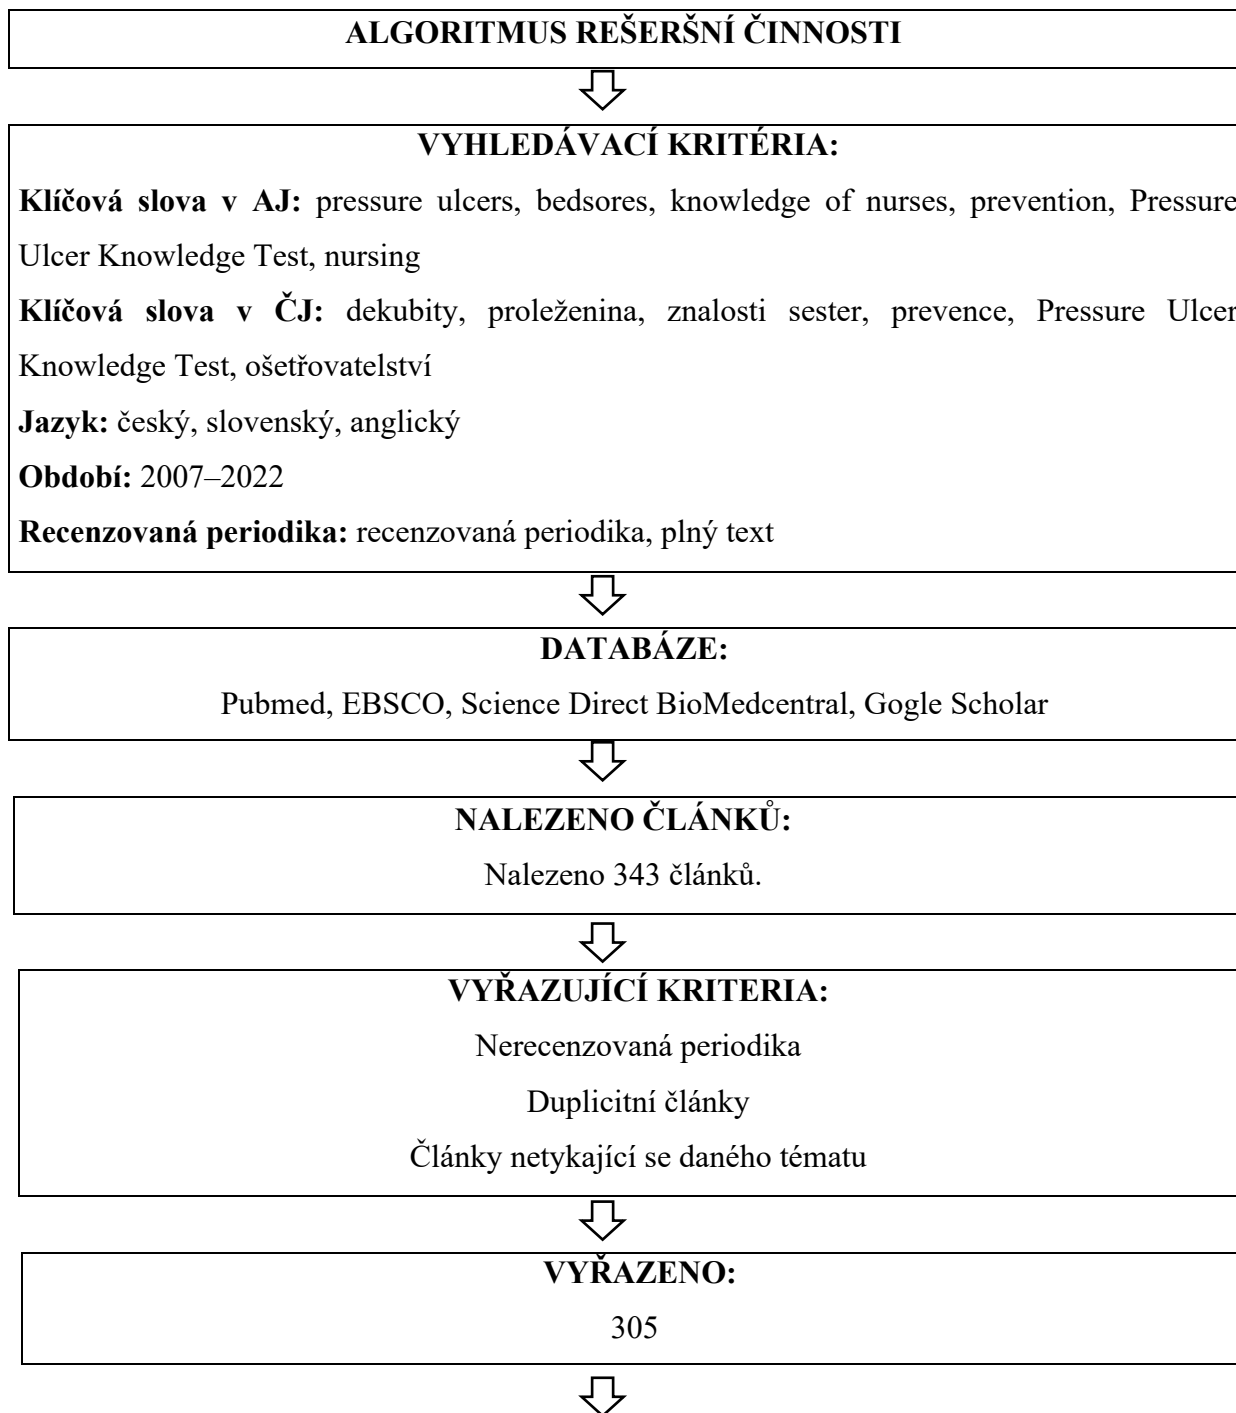 ALGORITMUS REŠERŠNÍ ČINNOSTI
VYHLEDÁVACÍ KRITÉRIA:
Klíčová slova v AJ: pressure ulcers, bedsores, knowledge of nurses, prevention, Pressure
Ulcer Knowledge Test, nursing
Klíčová slova v ČJ: dekubity, proleženina, znalosti sester, prevence, Pressure Ulcer
Knowledge Test, ošetřovatelství
Jazyk: český, slovenský, anglický
Období: 2007–2022
Recenzovaná periodika: recenzovaná periodika, plný text
DATABÁZE:
Pubmed, EBSCO, Science Direct BioMedcentral, Gogle Scholar
NALEZENO ČLÁNKŮ:
Nalezeno 343 článků.
VYŘAZUJÍCÍ KRITERIA:
Nerecenzovaná periodika
Duplicitní články
Články netykající se daného tématu
VYŘAZENO:
305